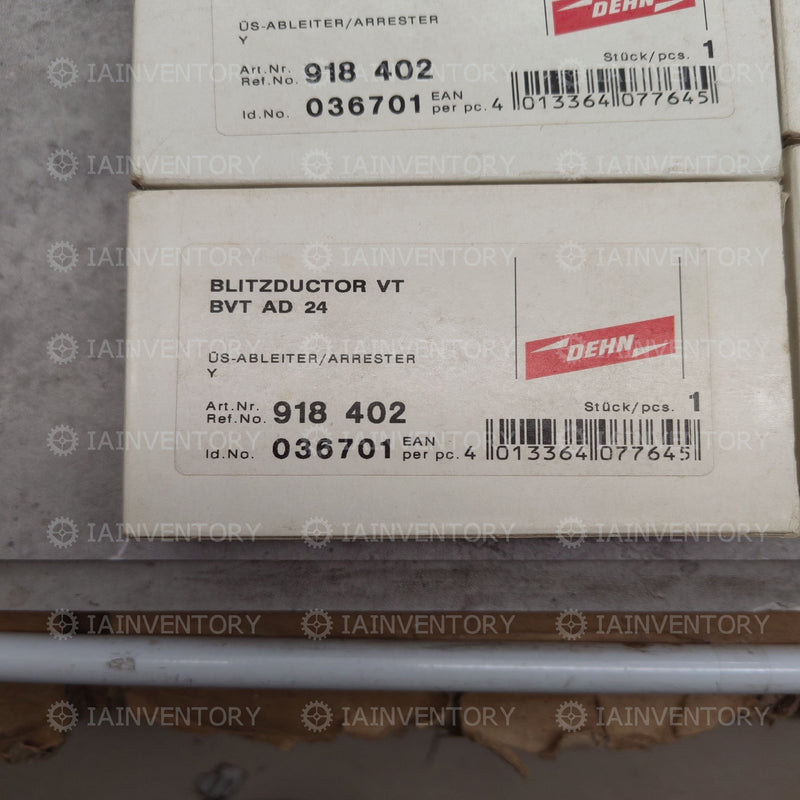 ÜS-ABLEITER/ARRESTER
Y
DEHN
Stück/pcs. 1
Art.Nr.
Ref.No. 918 402
Id.No. 036701 EAN
per pc. 4 013364 077645
BLITZDUCTOR VT
BVT AD 24
DEHN
ÜS-ABLEITER/ARRESTER
Y
Art.Nr.
Ref.No. 918 402
Stück/pcs. 1
Id.No. 036701 EAN
per pc. 4 013364 077645
IAINVENTORY